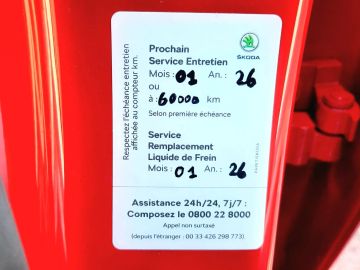 ŠKODA
Prochain
Service Entretien
Mois : 01 An. : 26
ou
à : 60000 km
Selon première échéance
Service
Remplacement
Liquide de Frein
Mois : 01 An. : 26
Respectez l'échéance entretien
affichée au compteur km.
Assistance 24h/24, 7j/7 :
Composez le 0800 22 8000
Appel non surtaxé
(depuis l'étranger : 00 33 426 298 773)